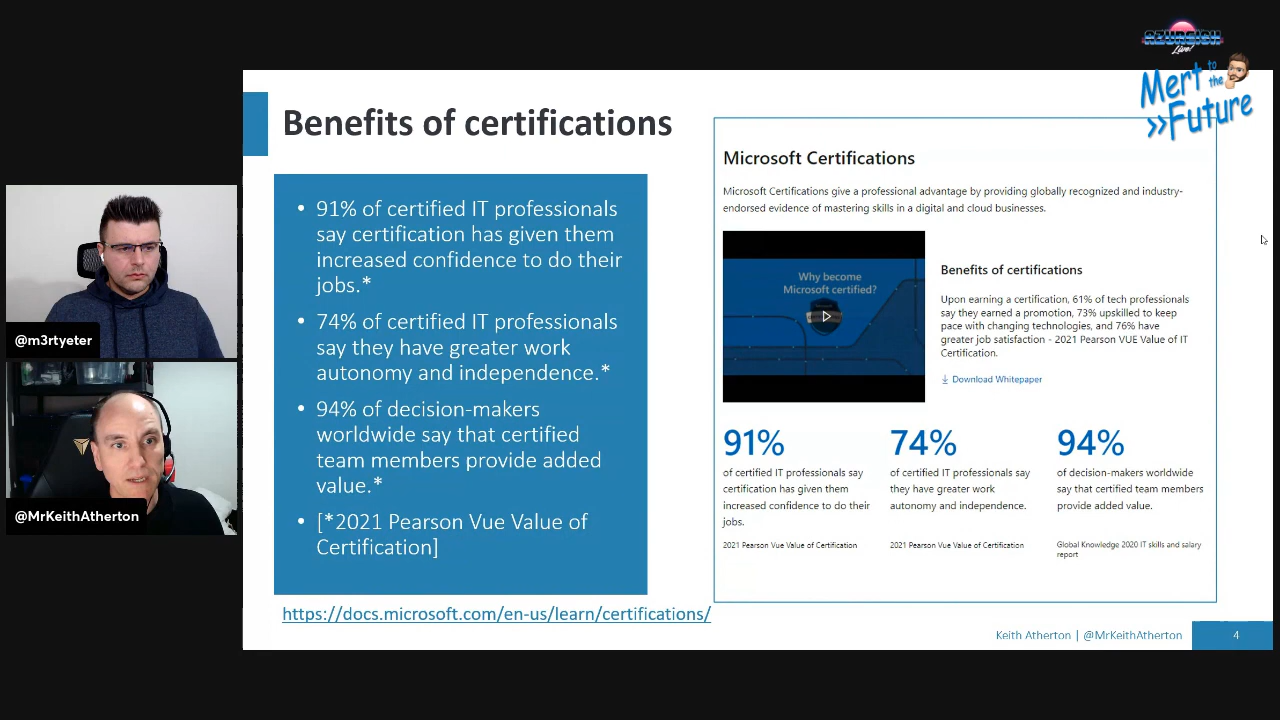 AZUREISH
Live!
Mert to the
>>Future
Benefits of certifications
• 91% of certified IT professionals
say certification has given them
increased confidence to do their
jobs.*
• 74% of certified IT professionals
say they have greater work
autonomy and independence.*
• 94% of decision-makers
worldwide say that certified
team members provide added
value.*
• [*2021 Pearson Vue Value of
Certification]
https://docs.microsoft.com/en-us/learn/certifications/
Microsoft Certifications
Microsoft Certifications give a professional advantage by providing globally recognized and industry-
endorsed evidence of mastering skills in a digital and cloud businesses.
Why become
Microsoft certified?
Benefits of certifications
Upon earning a certification, 61% of tech professionals
say they earned a promotion, 73% upskilled to keep
pace with changing technologies, and 76% have
greater job satisfaction - 2021 Pearson VUE Value of IT
Certification.
Download Whitepaper
91%
of certified IT professionals say
certification has given them
increased confidence to do their
jobs.
2021 Pearson Vue Value of Certification
74%
of certified IT professionals say
they have greater work
autonomy and independence.
2021 Pearson Vue Value of Certification
94%
of decision-makers worldwide
say that certified team members
provide added value.
Global Knowledge 2020 IT skills and salary
report
Keith Atherton | @MrKeithAtherton
4
@m3rtyeter
@MrKeithAtherton